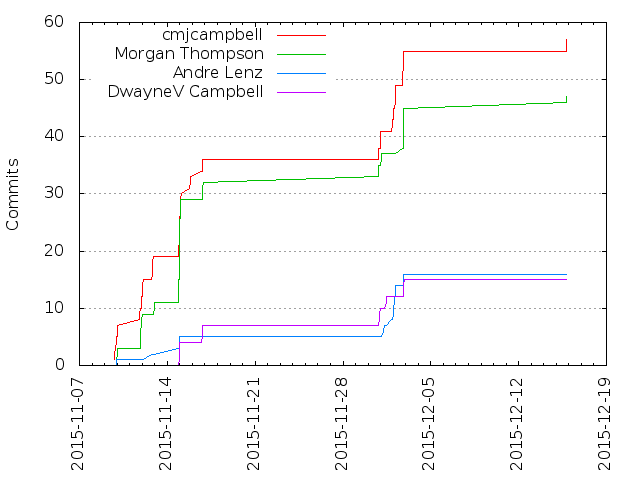 60
50
40
30
20
10
0
Commits
cmjcampbell
Morgan Thompson
Andre Lenz
DwayneV Campbell
2015-11-07
2015-11-14
2015-11-21
2015-11-28
2015-12-05
2015-12-12
2015-12-19